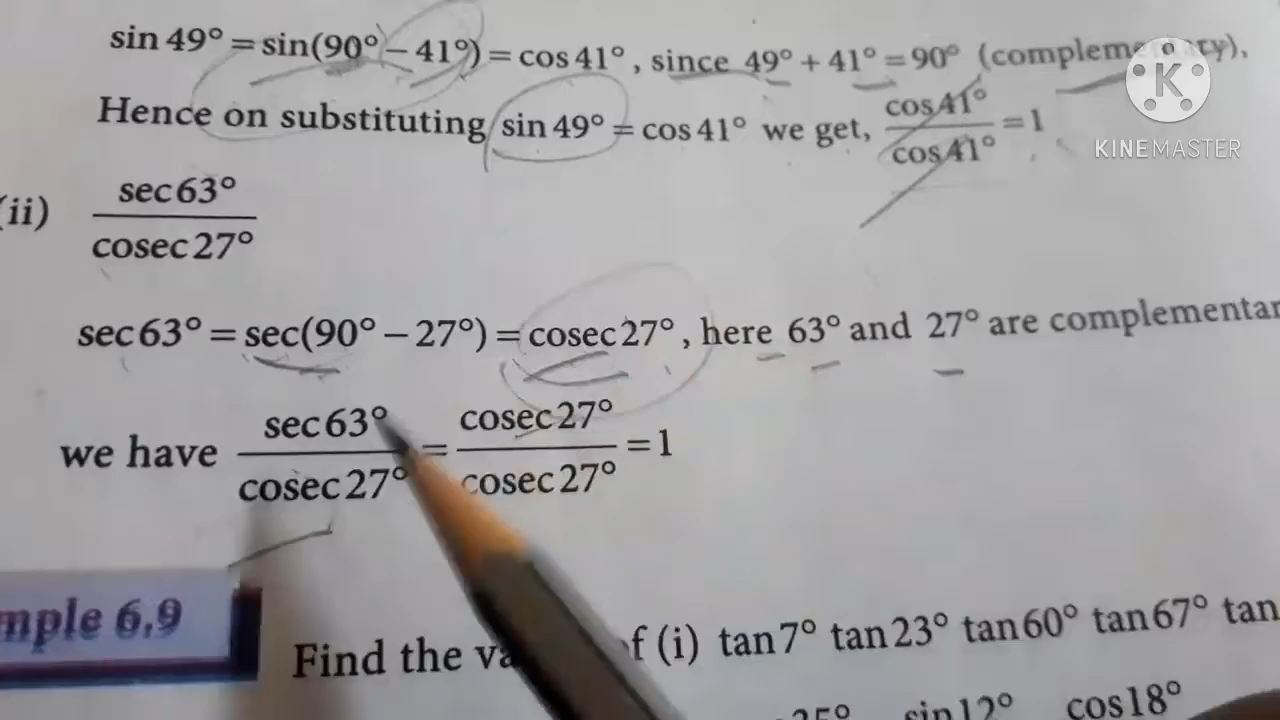 sin 49° = sin(90° – 41°) = cos 41° , since 49° + 41° = 90° (complementary),
Hence on substituting sin 49° = cos 41° we get, cos 41° / cos 41° = 1
KINEMASTER
(ii) sec 63° / cosec 27°
sec 63° = sec(90° – 27°) = cosec 27° , here 63° and 27° are complementar
we have sec 63° / cosec 27° = cosec 27° / cosec 27° = 1
mple 6.9
Find the va f (i) tan 7° tan 23° tan 60° tan 67° tan
sin 12° cos 18°